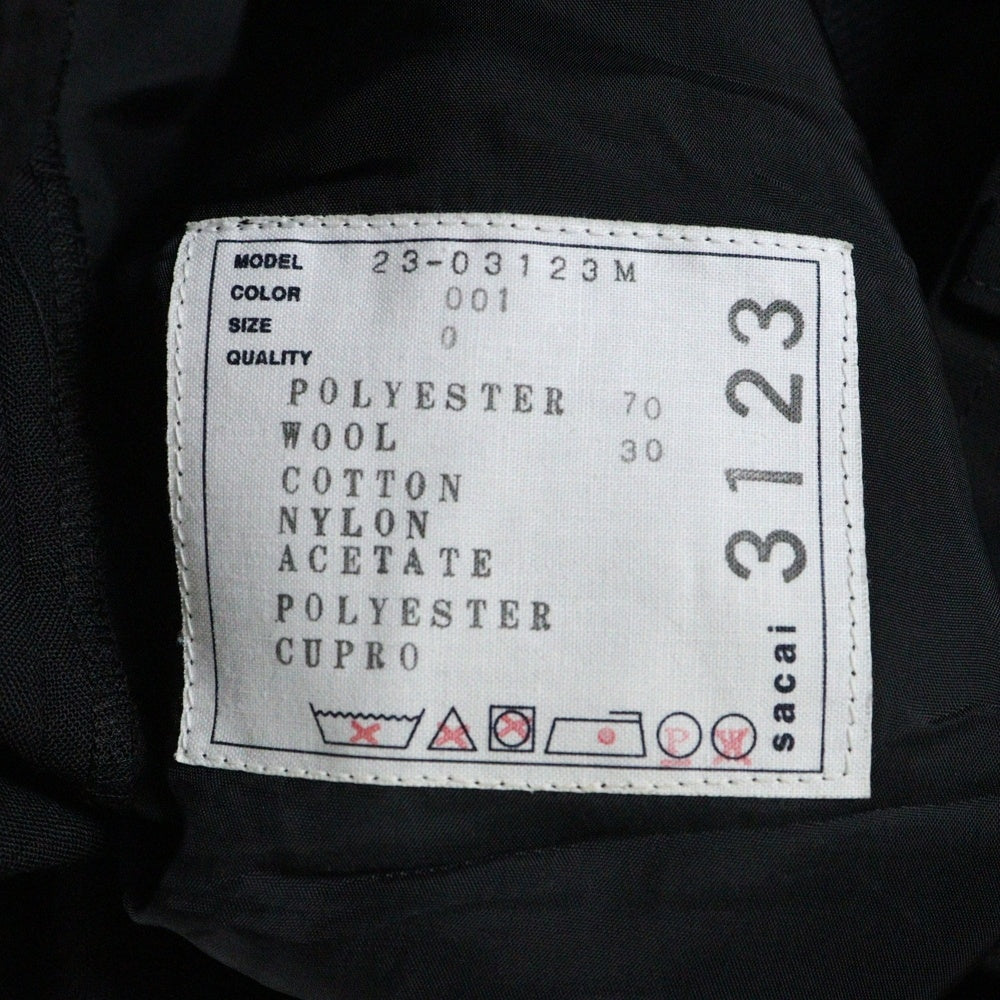 MODEL 23-03123M
COLOR 001
SIZE 0
QUALITY
POLYESTER 70
WOOL 30
COTTON
NYLON
ACETATE
POLYESTER
CUPRO
P W
sacai 3123